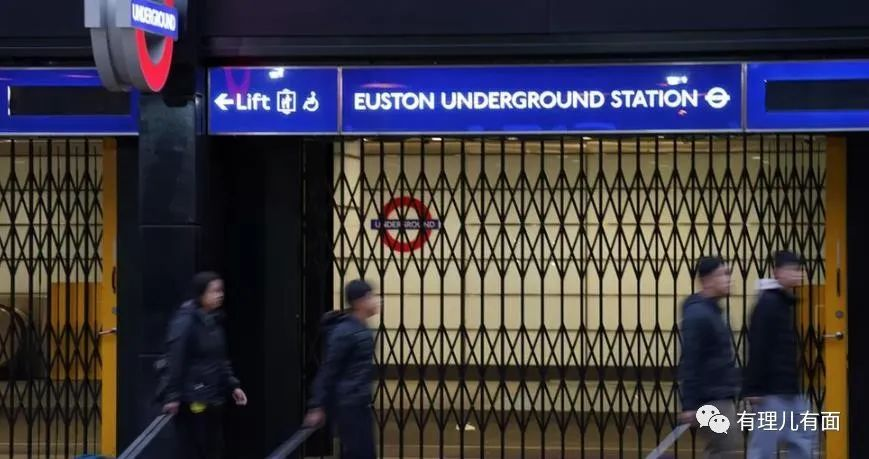 UNDERGROUND
Lift
EUSTON UNDERGROUND STATION
UNDERGROUND
有理儿有面